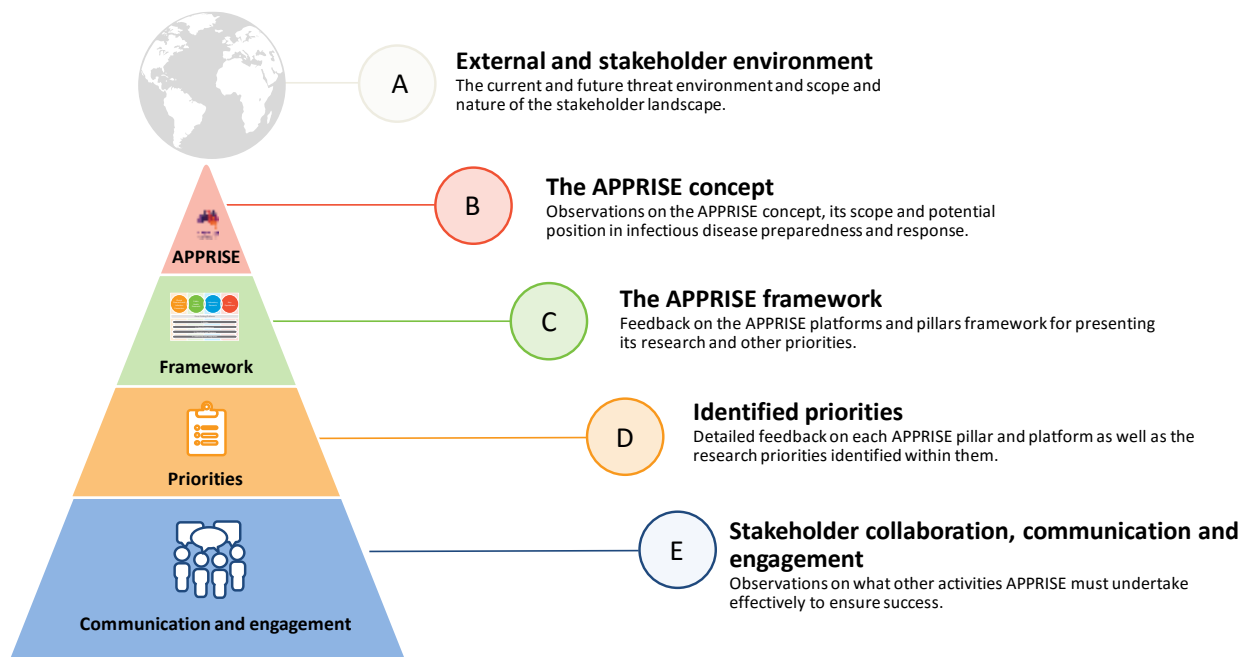 A
External and stakeholder environment
The current and future threat environment and scope and
nature of the stakeholder landscape.
B
The APPRISE concept
Observations on the APPRISE concept, its scope and potential
position in infectious disease preparedness and response.
APPRISE
C
The APPRISE framework
Feedback on the APPRISE platforms and pillars framework for presenting
its research and other priorities.
Framework
D
Identified priorities
Detailed feedback on each APPRISE pillar and platform as well as the
research priorities identified within them.
Priorities
E
Stakeholder collaboration, communication and
engagement
Observations on what other activities APPRISE must undertake
effectively to ensure success.
Communication and engagement